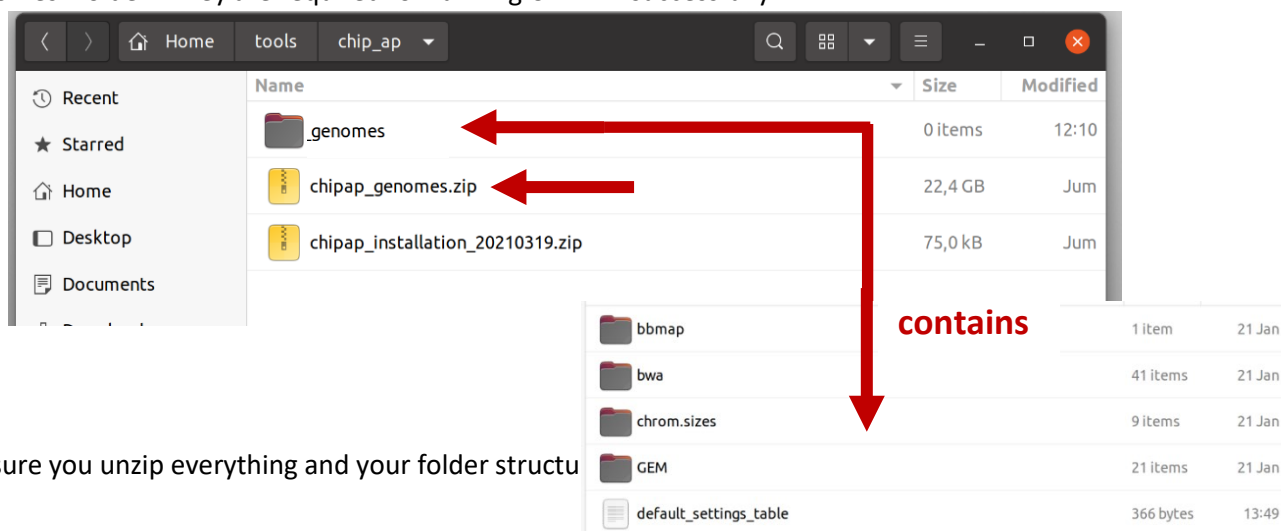 Home tools chip_ap
Name Size Modified
Recent
_genomes 0 items 12:10
Starred
chipap_genomes.zip 22,4 GB Jum
Home
Desktop
chipap_installation_20210319.zip 75,0 kB Jum
Documents
contains
bbmap 1 item 21 Jan
bwa 41 items 21 Jan
chrom.sizes 9 items 21 Jan
sure you unzip everything and your folder structu
GEM 21 items 21 Jan
default_settings_table 366 bytes 13:49